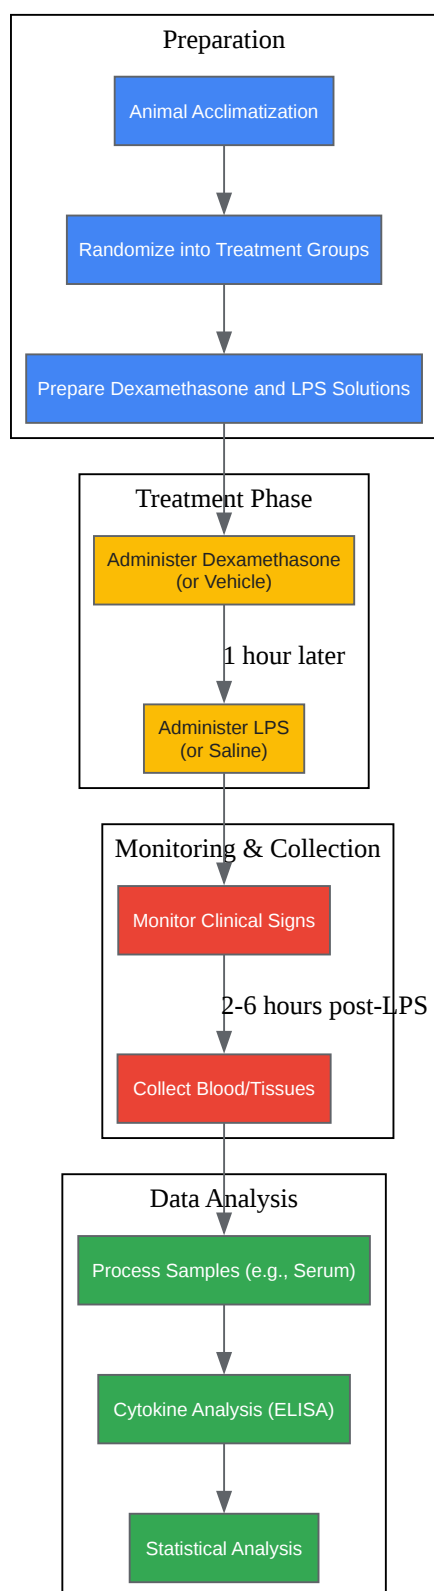 Preparation
Animal Acclimatization
Randomize into Treatment Groups
Prepare Dexamethasone and LPS Solutions
Treatment Phase
Administer Dexamethasone
(or Vehicle)
1 hour later
Administer LPS
(or Saline)
Monitoring & Collection
Monitor Clinical Signs
2-6 hours post-LPS
Collect Blood/Tissues
Data Analysis
Process Samples (e.g., Serum)
Cytokine Analysis (ELISA)
Statistical Analysis